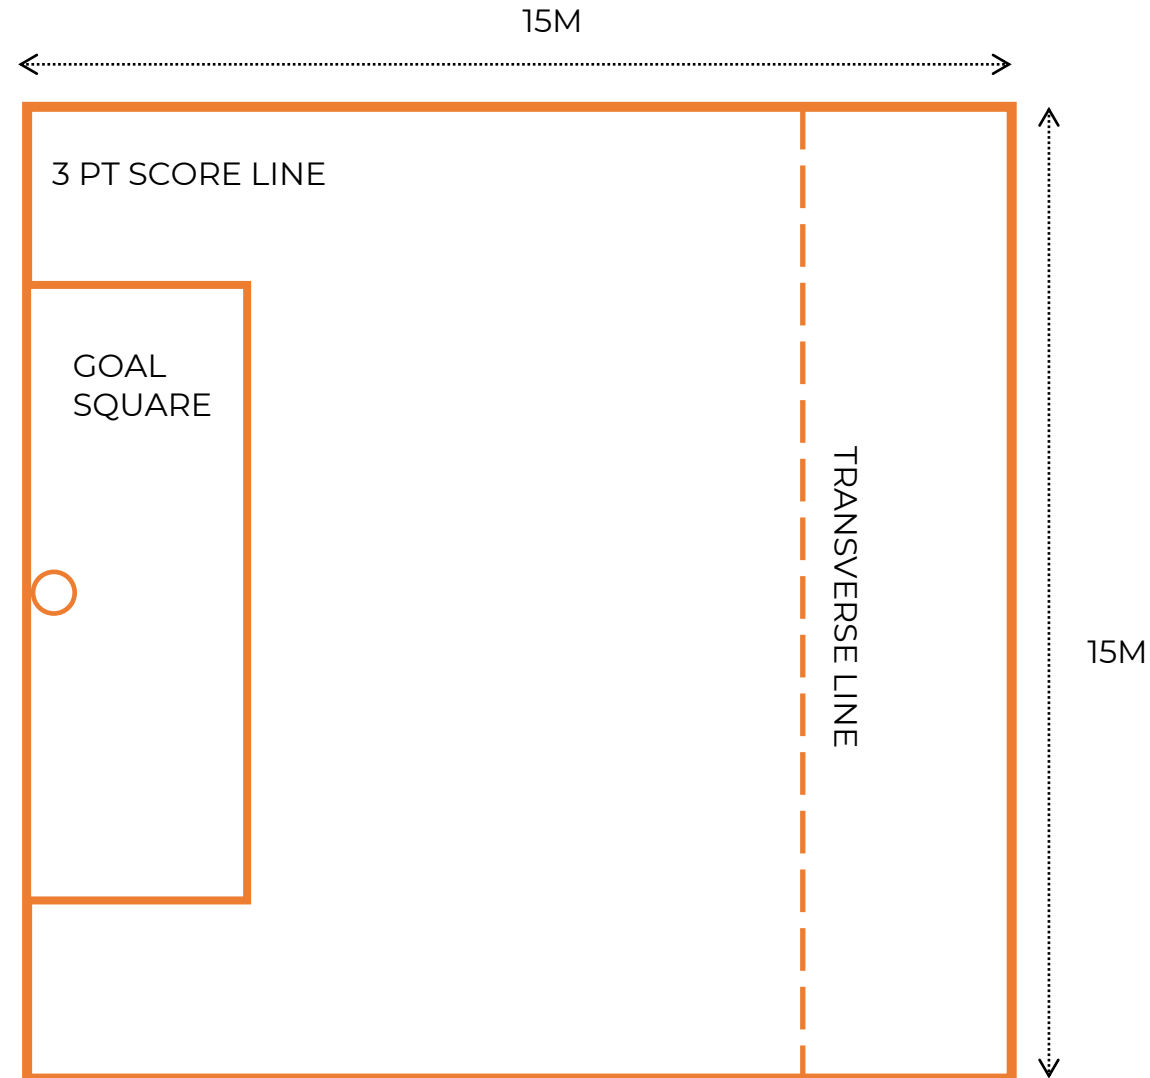 15M
3 PT SCORE LINE
GOAL
SQUARE
TRANSVERSE LINE
15M